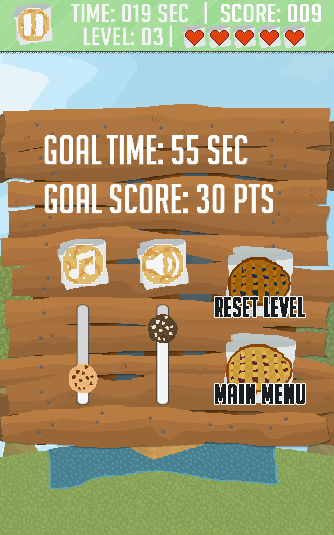 TIME: 019 SEC | SCORE: 009
LEVEL: 03|
GOAL TIME: 55 SEC
GOAL SCORE: 30 PTS
RESET LEVEL
MAIN MENU